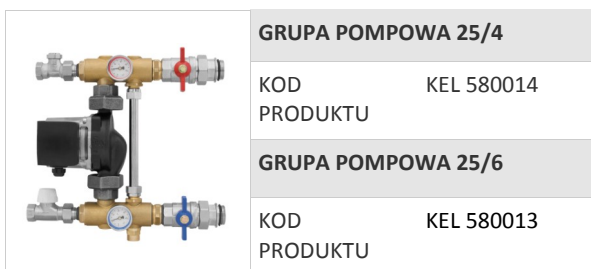 GRUPA POMPOWA 25/4
KOD PRODUKTU KEL 580014
GRUPA POMPOWA 25/6
KOD PRODUKTU KEL 580013